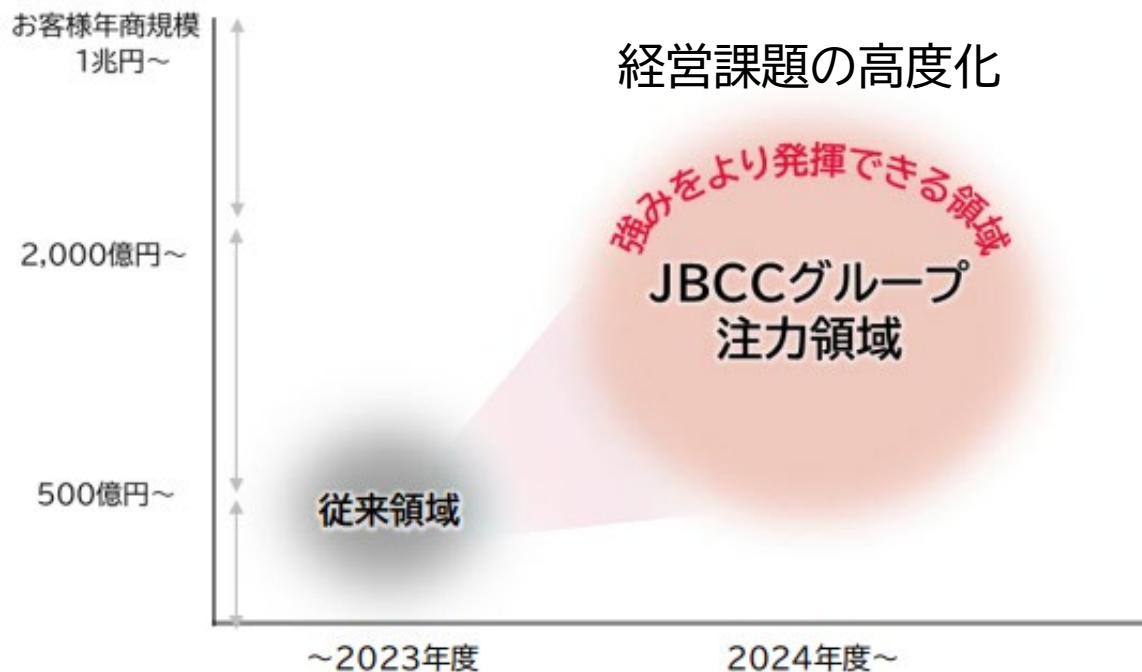 お客様年商規模
1兆円～
経営課題の高度化
強みをより発揮できる領域
2,000億円～
JBCCグループ
注力領域
500億円～
従来領域
～2023年度
2024年度～